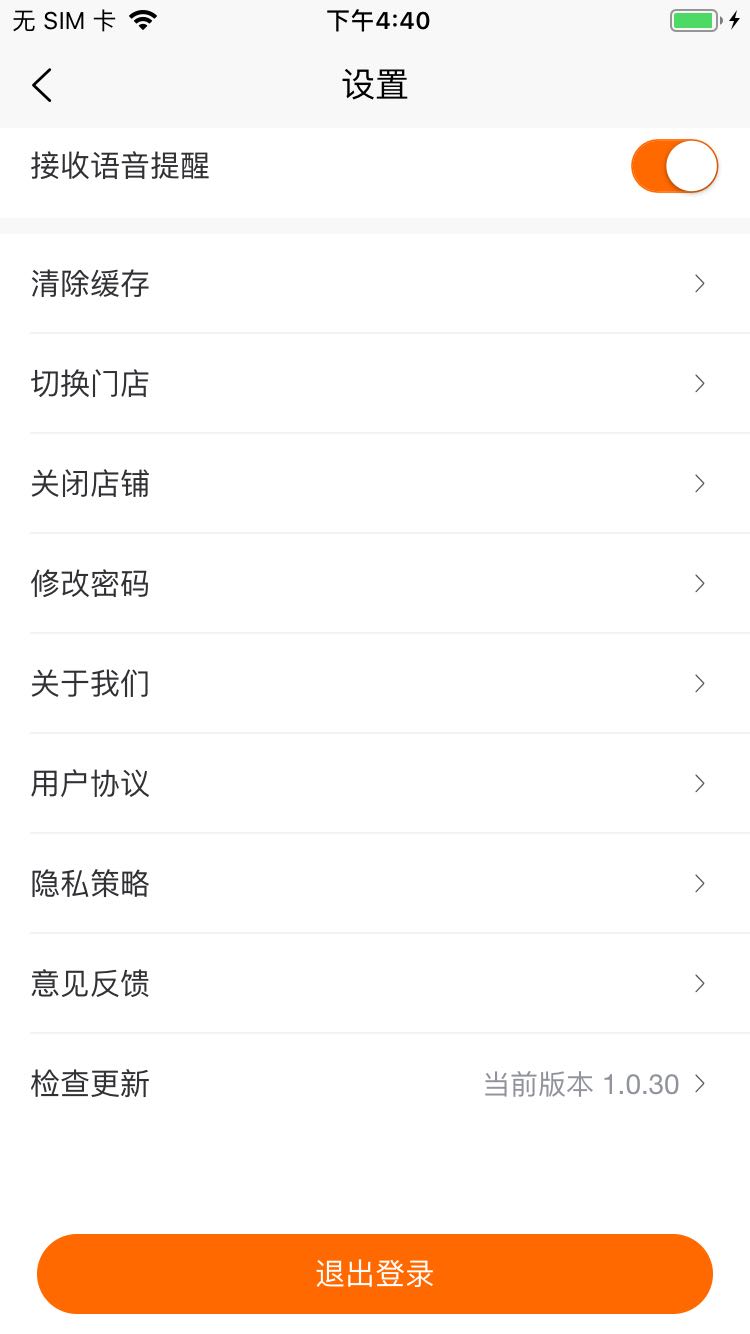 无 SIM 卡
下午4:40
设置
接收语音提醒
清除缓存
切换门店
关闭店铺
修改密码
关于我们
用户协议
隐私策略
意见反馈
检查更新 当前版本 1.0.30
退出登录